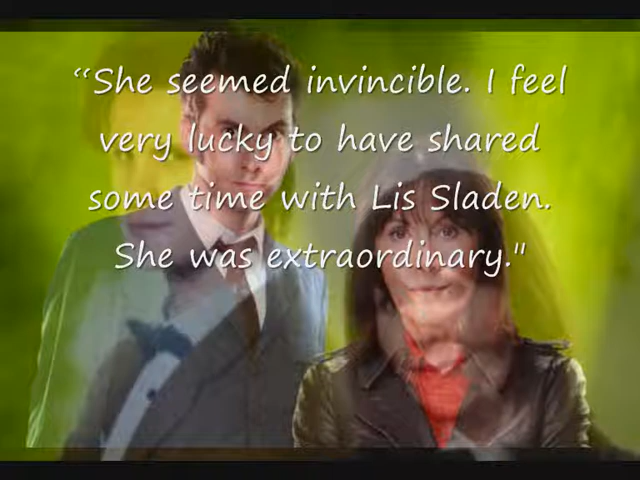 “She seemed invincible. I feel
very lucky to have shared
some time with Lis Sladen.
She was extraordinary."